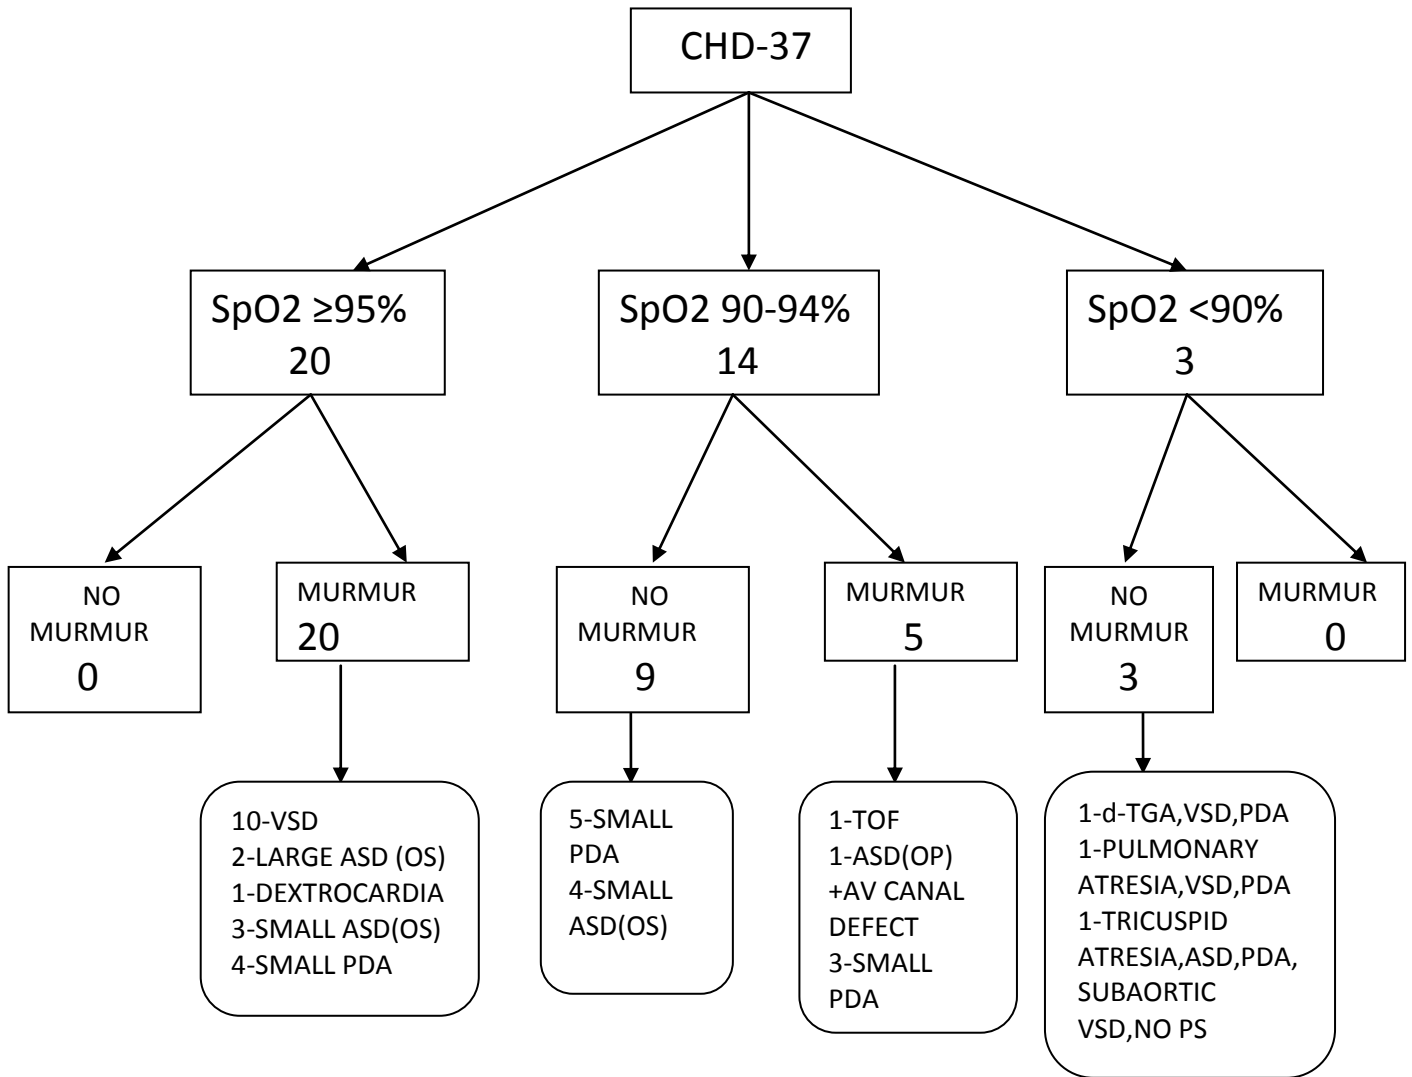 CHD-37
SpO2 ≥95%
20
SpO2 90-94%
14
SpO2 <90%
3
NO
MURMUR
0
MURMUR
20
NO
MURMUR
9
MURMUR
5
NO
MURMUR
3
MURMUR
0
10-VSD
2-LARGE ASD (OS)
1-DEXTROCARDIA
3-SMALL ASD(OS)
4-SMALL PDA
5-SMALL
PDA
4-SMALL
ASD(OS)
1-TOF
1-ASD(OP)
+AV CANAL
DEFECT
3-SMALL
PDA
1-d-TGA,VSD,PDA
1-PULMONARY
ATRESIA,VSD,PDA
1-TRICUSPID
ATRESIA,ASD,PDA,
SUBAORTIC
VSD,NO PS